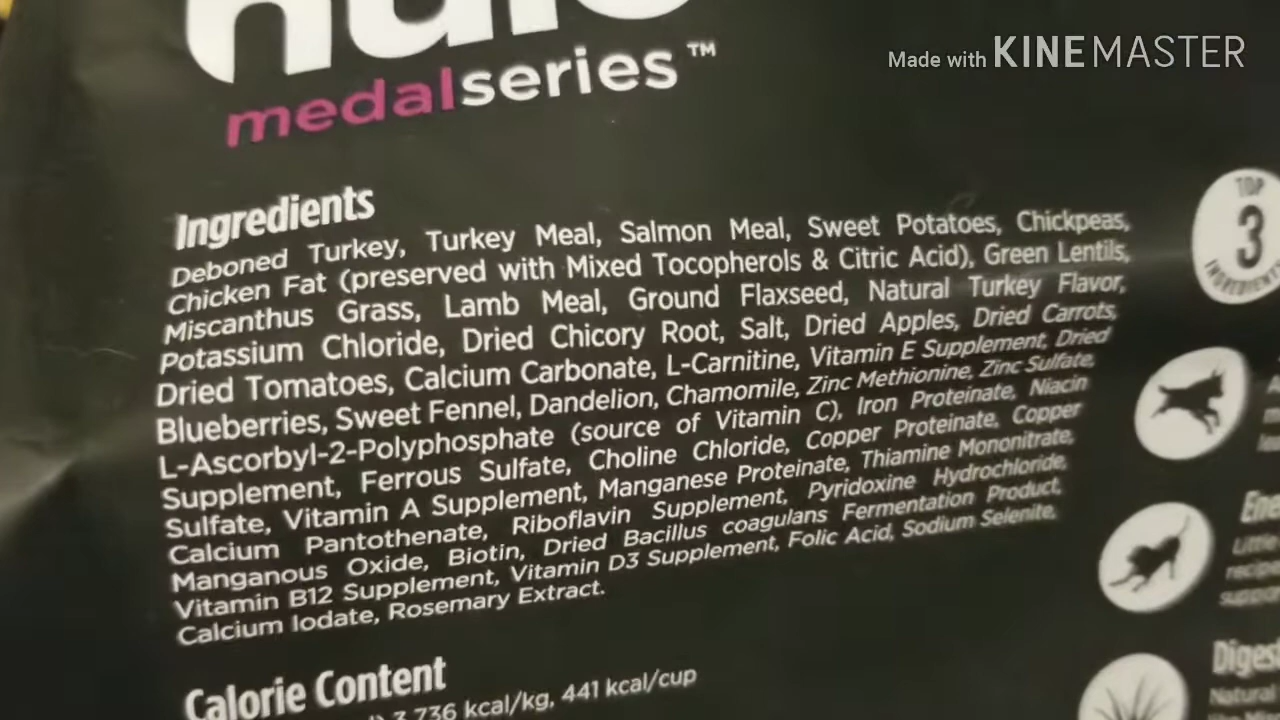 Made with KINEMASTER
medalseries™
Ingredients
Deboned Turkey, Turkey Meal, Salmon Meal, Sweet Potatoes, Chickpeas,
Chicken Fat (preserved with Mixed Tocopherols & Citric Acid), Green Lentils,
Miscanthus Grass, Lamb Meal, Ground Flaxseed, Natural Turkey Flavor,
Potassium Chloride, Dried Chicory Root, Salt, Dried Apples, Dried Carrots,
Dried Tomatoes, Calcium Carbonate, L-Carnitine, Vitamin E Supplement, Dried
Blueberries, Sweet Fennel, Dandelion, Chamomile, Zinc Methionine, Zinc Sulfate,
L-Ascorbyl-2-Polyphosphate (source of Vitamin C), Iron Proteinate, Niacin
Supplement, Ferrous Sulfate, Choline Chloride, Copper Proteinate, Copper
Sulfate, Vitamin A Supplement, Manganese Proteinate, Thiamine Mononitrate,
Calcium Pantothenate, Riboflavin Supplement, Pyridoxine Hydrochloride,
Manganous Oxide, Biotin, Dried Bacillus coagulans Fermentation Product,
Vitamin B12 Supplement, Vitamin D3 Supplement, Folic Acid, Sodium Selenite,
Calcium Iodate, Rosemary Extract.
Calorie Content
3,736 kcal/kg, 441 kcal/cup
TOP
3
INGREDIENTS
Little
Natural